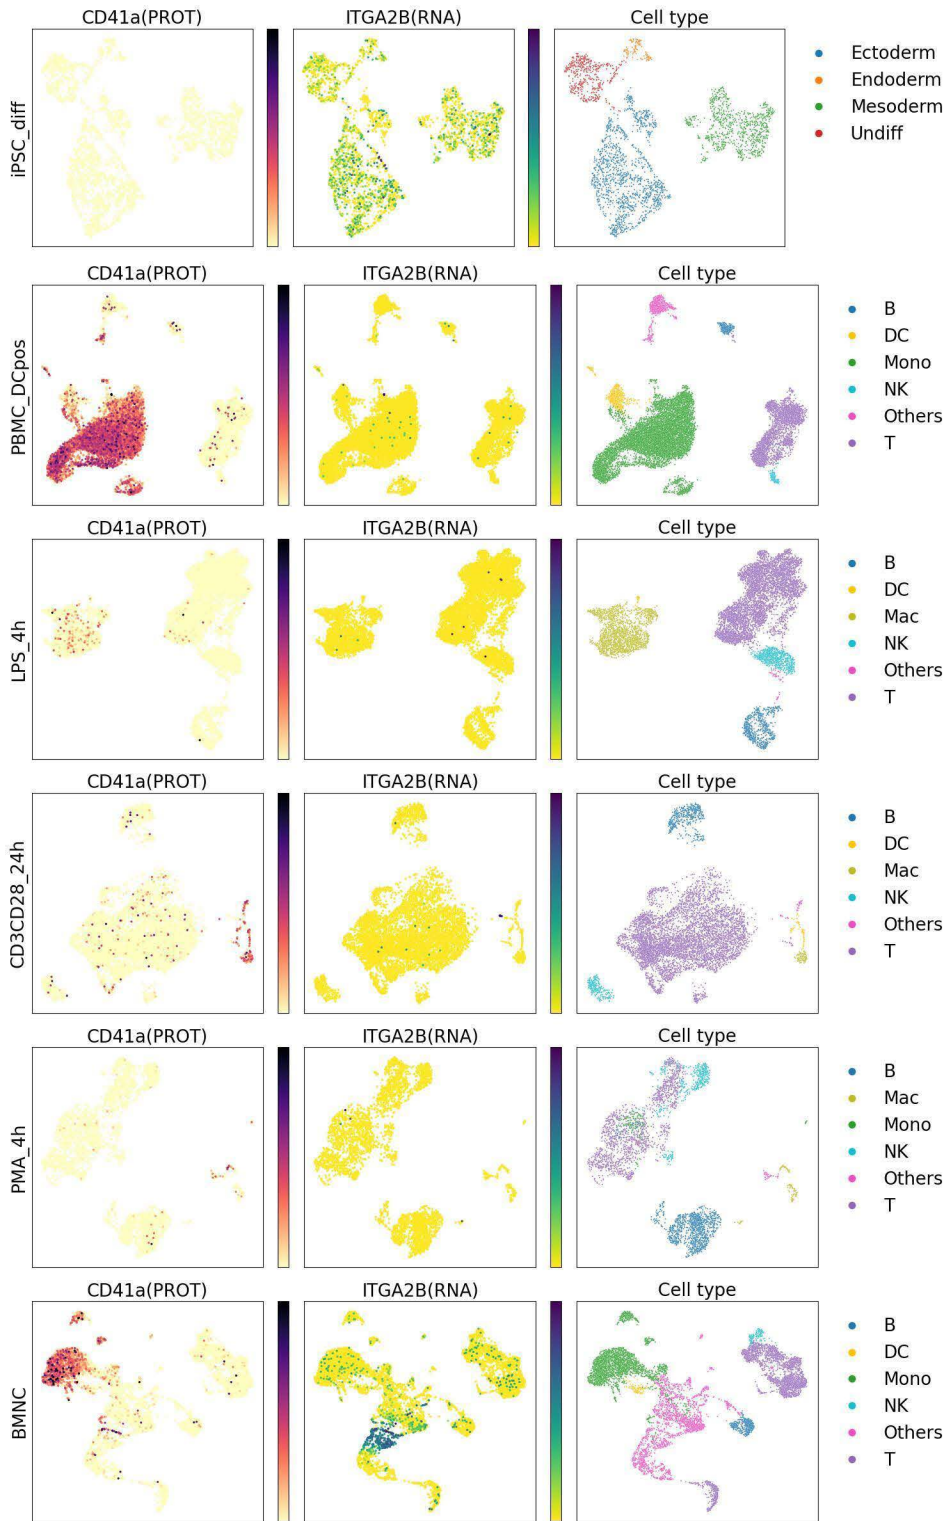 CD41a(PROT) ITGA2B(RNA) Cell type
iPSC_diff
Ectoderm
Endoderm
Mesoderm
Undiff
CD41a(PROT) ITGA2B(RNA) Cell type
PBMC_DCpos
B
DC
Mono
NK
Others
T
CD41a(PROT) ITGA2B(RNA) Cell type
LPS_4h
B
DC
Mac
NK
Others
T
CD41a(PROT) ITGA2B(RNA) Cell type
CD3CD28_24h
B
DC
Mac
NK
Others
T
CD41a(PROT) ITGA2B(RNA) Cell type
PMA_4h
B
Mac
Mono
NK
Others
T
CD41a(PROT) ITGA2B(RNA) Cell type
BMNC
B
DC
Mono
NK
Others
T